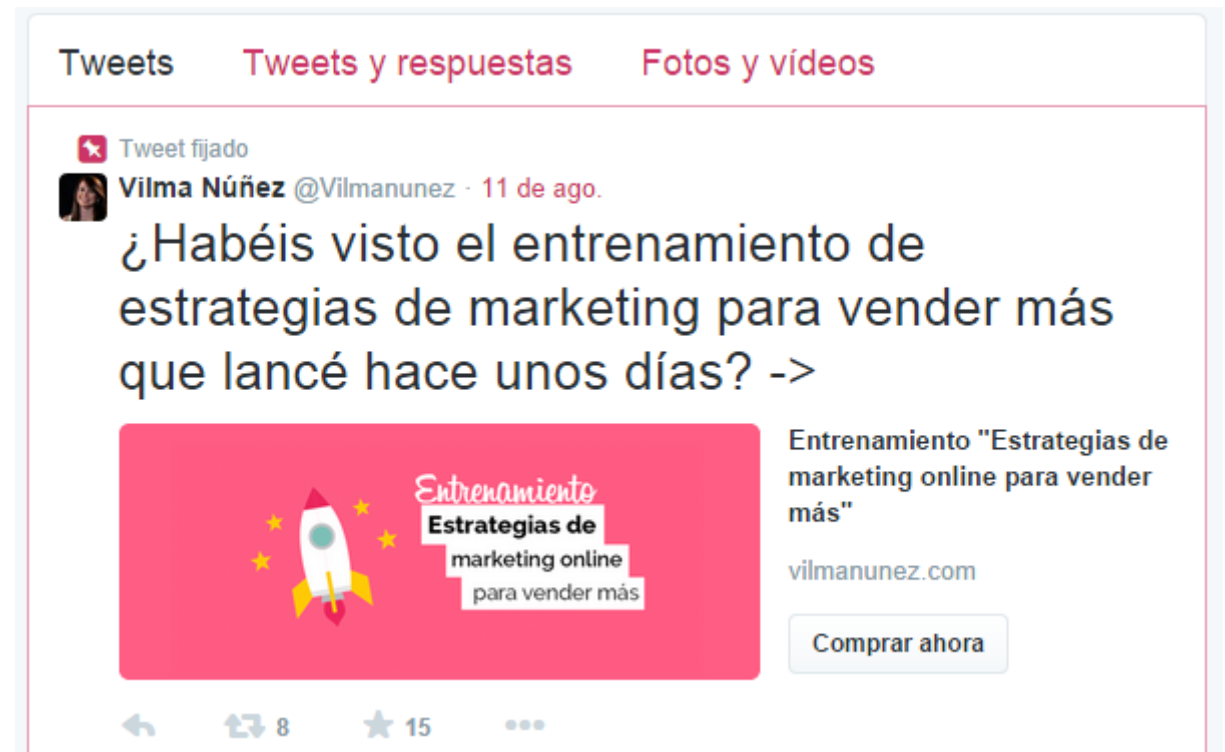 Tweets Tweets y respuestas Fotos y vídeos
Tweet fijado
Vilma Núñez @Vilmanunez · 11 de ago.
¿Habéis visto el entrenamiento de
estrategias de marketing para vender más
que lancé hace unos días? ->
Entrenamiento
Estrategias de
marketing online
para vender más
Entrenamiento "Estrategias de
marketing online para vender
más"
vilmanunez.com
Comprar ahora
8 15